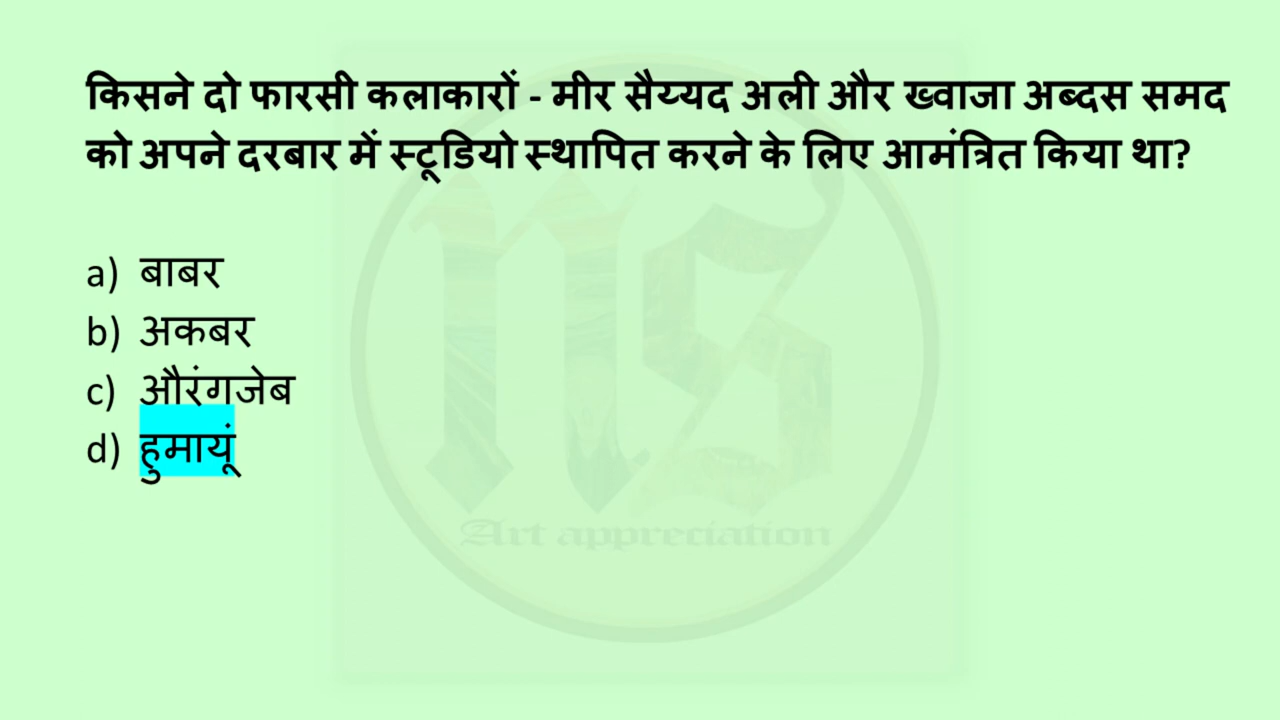 किसने दो फारसी कलाकारों - मीर सैय्यद अली और ख्वाजा अब्दस समद
को अपने दरबार में स्टूडियो स्थापित करने के लिए आमंत्रित किया था?
a) बाबर
b) अकबर
c) औरंगजेब
d) हुमायूं
NS
Art appreciation